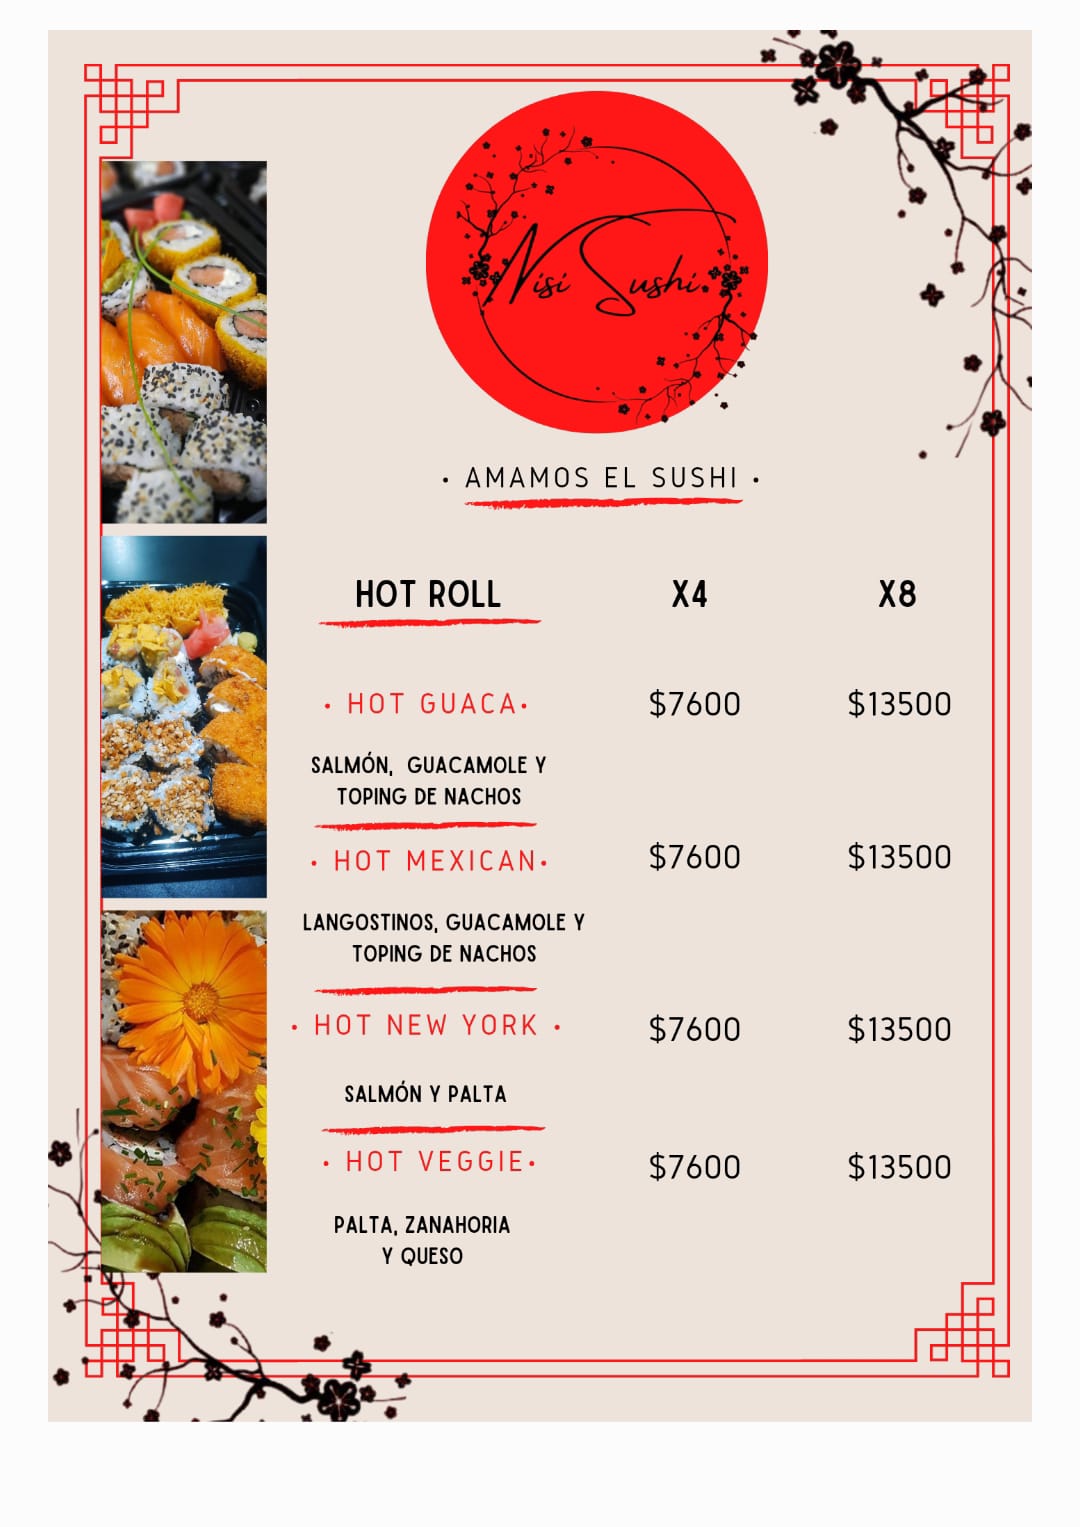 Nisi Sushi.
· AMAMOS EL SUSHI ·
HOT ROLL X4 X8
· HOT GUACA· $7600 $13500
SALMÓN, GUACAMOLE Y
TOPING DE NACHOS
· HOT MEXICAN· $7600 $13500
LANGOSTINOS, GUACAMOLE Y
TOPING DE NACHOS
· HOT NEW YORK · $7600 $13500
SALMÓN Y PALTA
· HOT VEGGIE· $7600 $13500
PALTA, ZANAHORIA
Y QUESO